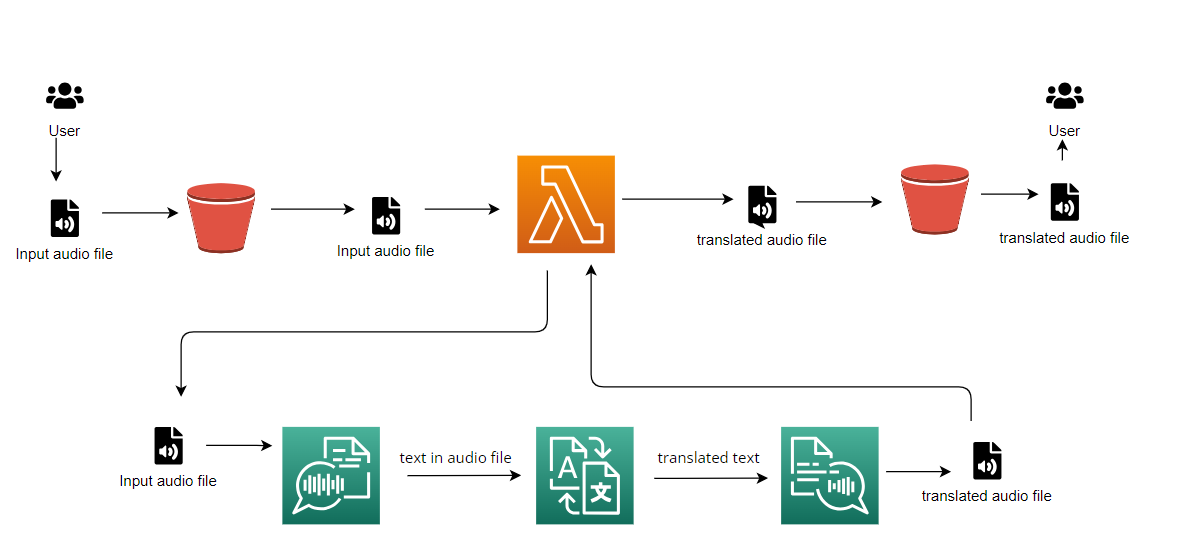 User
User
Input audio file
Input audio file
translated audio file
translated audio file
text in audio file
translated text
A
文
Input audio file
translated audio file